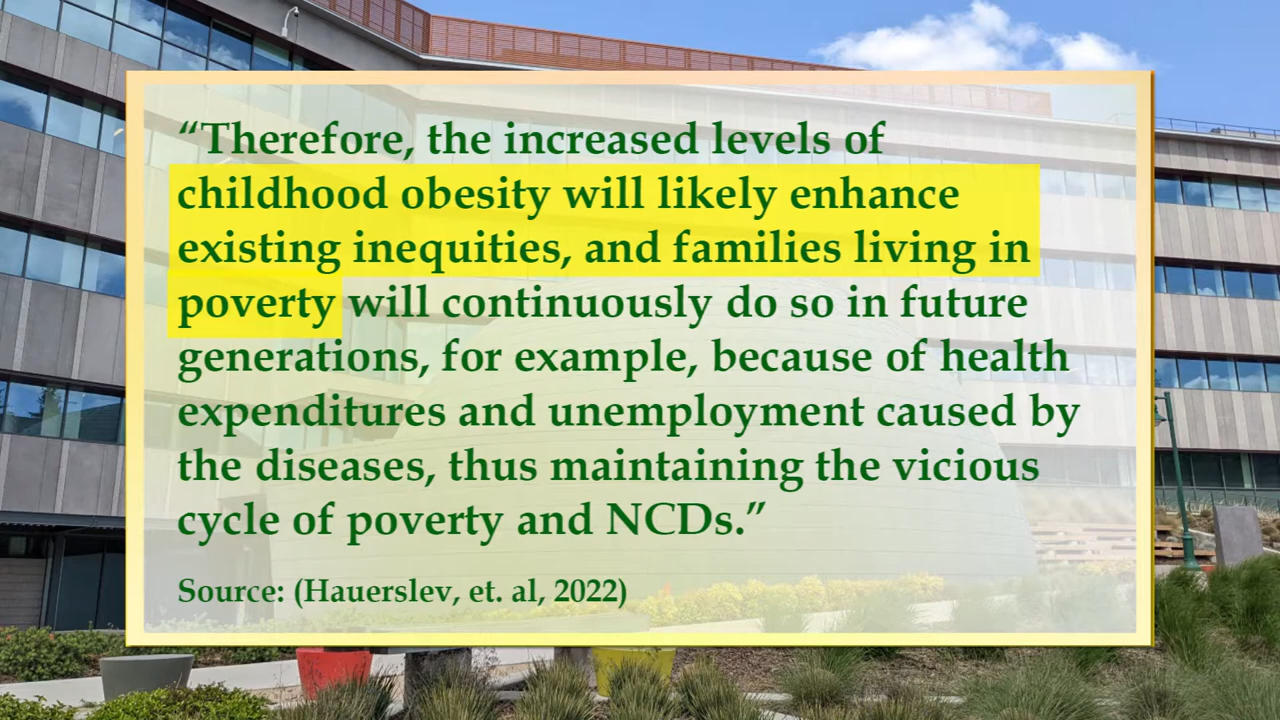 “Therefore, the increased levels of
childhood obesity will likely enhance
existing inequities, and families living in
poverty will continuously do so in future
generations, for example, because of health
expenditures and unemployment caused by
the diseases, thus maintaining the vicious
cycle of poverty and NCDs.”
Source: (Hauerslev, et. al, 2022)